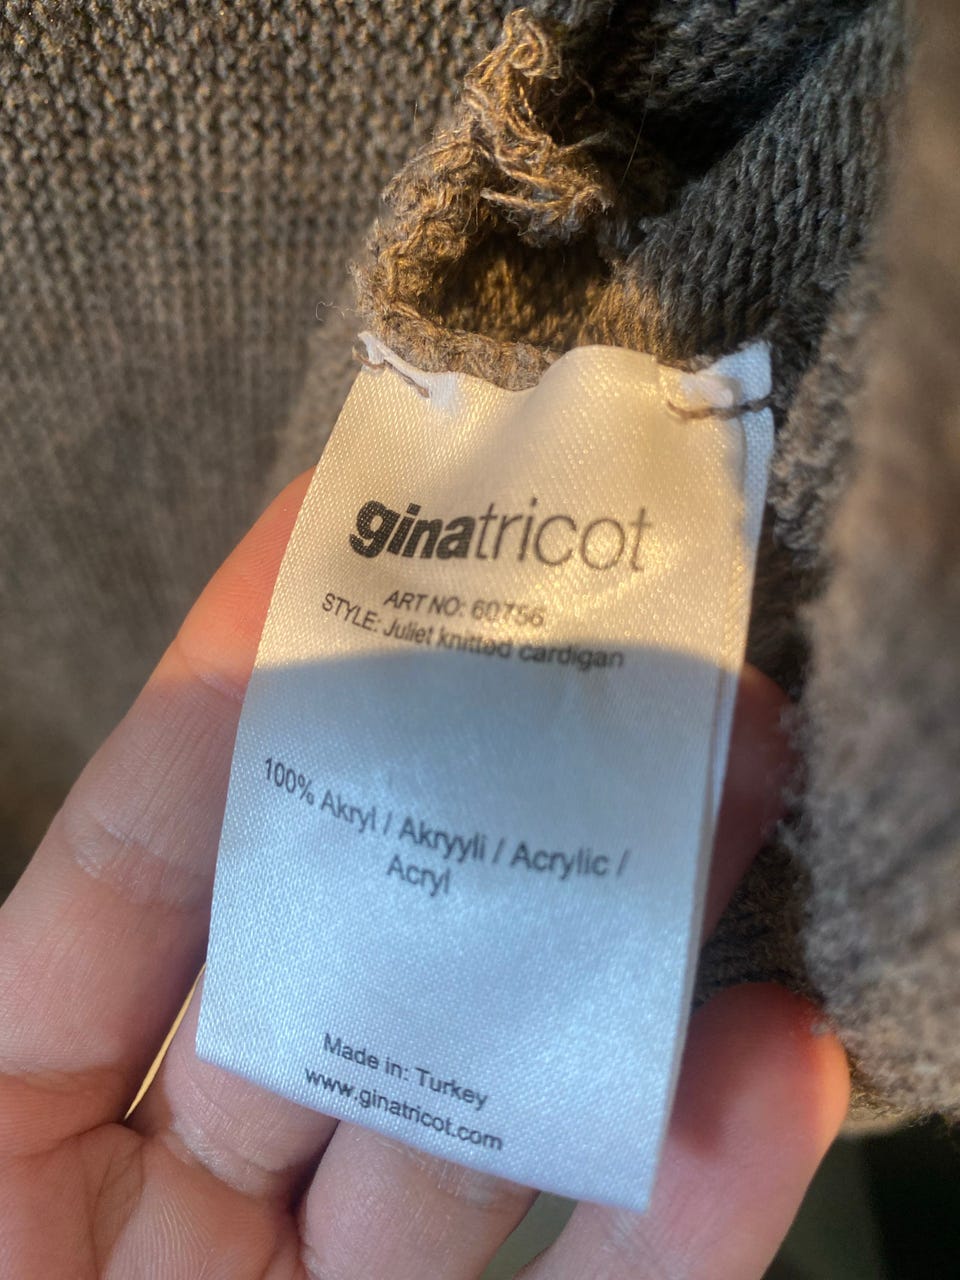 ginatricot
ART NO: 60756
STYLE: Juliet knitted cardigan
100% Akryl / Akryyli / Acrylic /
Acryl
Made in: Turkey
www.ginatricot.com